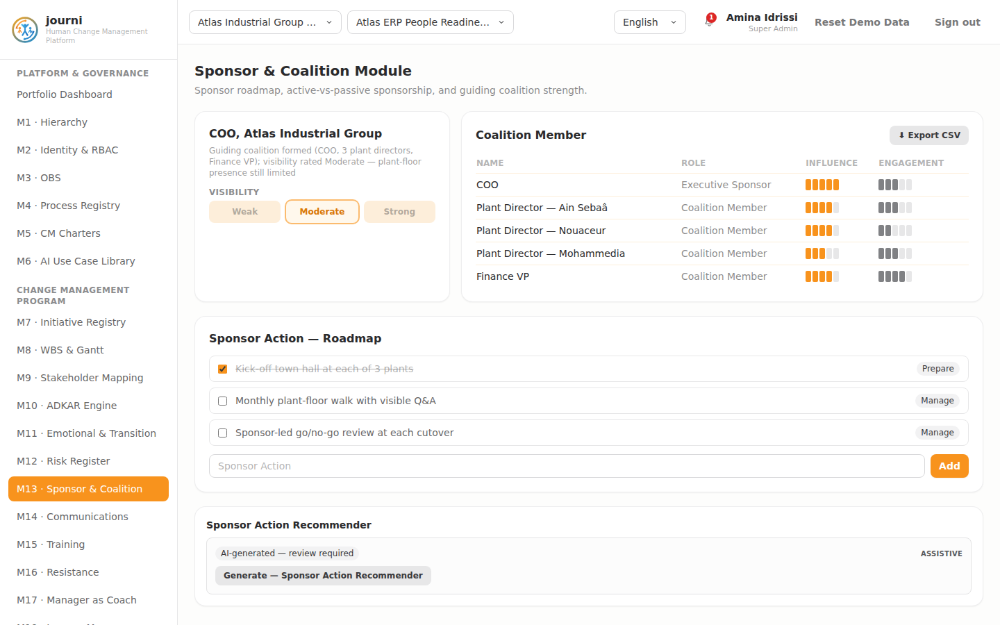 journi
Human Change Management
Platform
PLATFORM & GOVERNANCE
Portfolio Dashboard
M1 · Hierarchy
M2 · Identity & RBAC
M3 · OBS
M4 · Process Registry
M5 · CM Charters
M6 · AI Use Case Library
CHANGE MANAGEMENT
PROGRAM
M7 · Initiative Registry
M8 · WBS & Gantt
M9 · Stakeholder Mapping
M10 · ADKAR Engine
M11 · Emotional & Transition
M12 · Risk Register
M13 · Sponsor & Coalition
M14 · Communications
M15 · Training
M16 · Resistance
M17 · Manager as Coach
Atlas Industrial Group ...
Atlas ERP People Readine...
English
1
Amina Idrissi
Super Admin
Reset Demo Data
Sign out
Sponsor & Coalition Module
Sponsor roadmap, active-vs-passive sponsorship, and guiding coalition strength.
COO, Atlas Industrial Group
Guiding coalition formed (COO, 3 plant directors,
Finance VP); visibility rated Moderate — plant-floor
presence still limited
VISIBILITY
Weak
Moderate
Strong
Coalition Member
⬇ Export CSV
NAME ROLE INFLUENCE ENGAGEMENT
COO Executive Sponsor
Plant Director — Ain Sebaâ Coalition Member
Plant Director — Nouaceur Coalition Member
Plant Director — Mohammedia Coalition Member
Finance VP Coalition Member
Sponsor Action — Roadmap
Kick-off town hall at each of 3 plants Prepare
Monthly plant-floor walk with visible Q&A Manage
Sponsor-led go/no-go review at each cutover Manage
Sponsor Action
Add
Sponsor Action Recommender
AI-generated — review required
ASSISTIVE
Generate — Sponsor Action Recommender